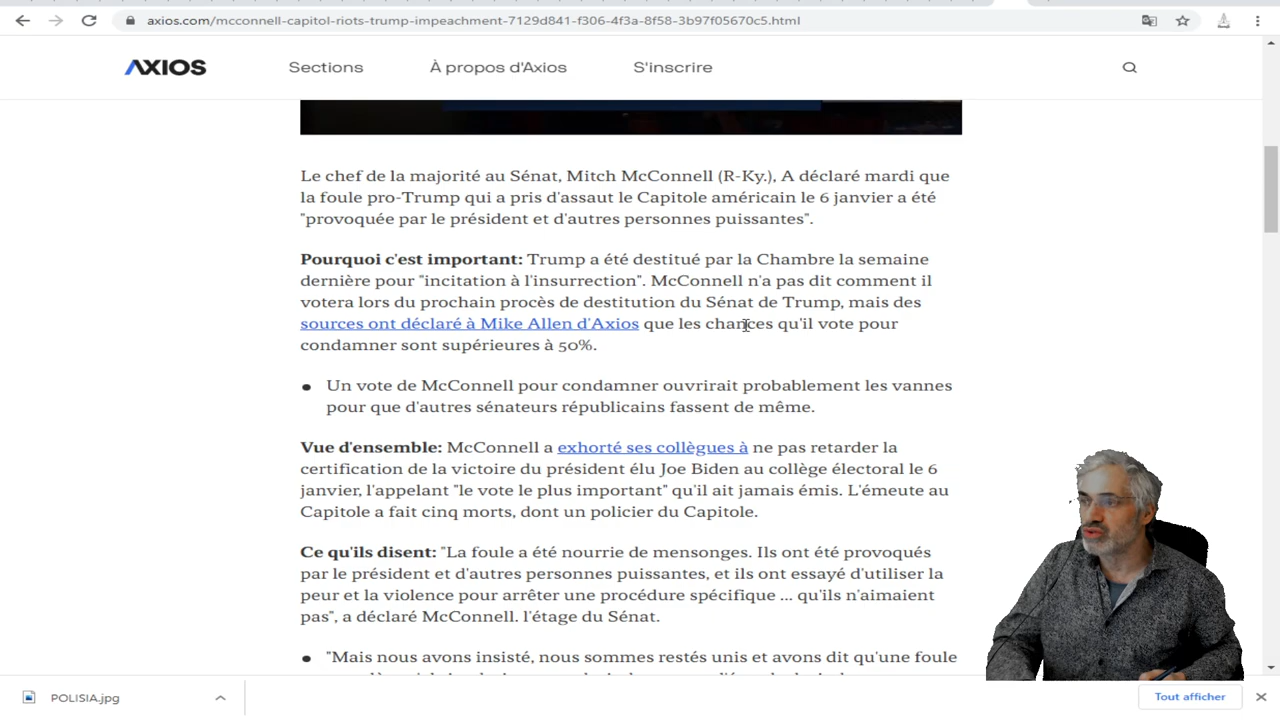 axios.com/mcconnell-capitol-riots-trump-impeachment-7129d841-f306-4f3a-8f58-3b97f05670c5.html
AXIOS Sections À propos d'Axios S'inscrire
Le chef de la majorité au Sénat, Mitch McConnell (R-Ky.), A déclaré mardi que
la foule pro-Trump qui a pris d'assaut le Capitole américain le 6 janvier a été
"provoquée par le président et d'autres personnes puissantes".
Pourquoi c'est important: Trump a été destitué par la Chambre la semaine
dernière pour "incitation à l'insurrection". McConnell n'a pas dit comment il
votera lors du prochain procès de destitution du Sénat de Trump, mais des
sources ont déclaré à Mike Allen d'Axios que les chances qu'il vote pour
condamner sont supérieures à 50%.
• Un vote de McConnell pour condamner ouvrirait probablement les vannes
pour que d'autres sénateurs républicains fassent de même.
Vue d'ensemble: McConnell a exhorté ses collègues à ne pas retarder la
certification de la victoire du président élu Joe Biden au collège électoral le 6
janvier, l'appelant "le vote le plus important" qu'il ait jamais émis. L'émeute au
Capitole a fait cinq morts, dont un policier du Capitole.
Ce qu'ils disent: "La foule a été nourrie de mensonges. Ils ont été provoqués
par le président et d'autres personnes puissantes, et ils ont essayé d'utiliser la
peur et la violence pour arrêter une procédure spécifique ... qu'ils n'aimaient
pas", a déclaré McConnell. l'étage du Sénat.
• "Mais nous avons insisté, nous sommes restés unis et avons dit qu'une foule
POLISIA.jpg
Tout afficher